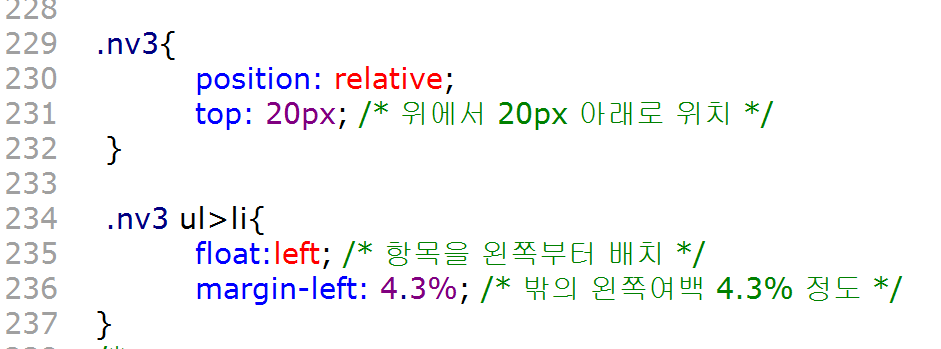 228
229 .nv3{
230 position: relative;
231 top: 20px; /* 위에서 20px 아래로 위치 */
232 }
233
234 .nv3 ul>li{
235 float:left; /* 항목을 왼쪽부터 배치 */
236 margin-left: 4.3%; /* 밖의 왼쪽여백 4.3% 정도 */
237 }